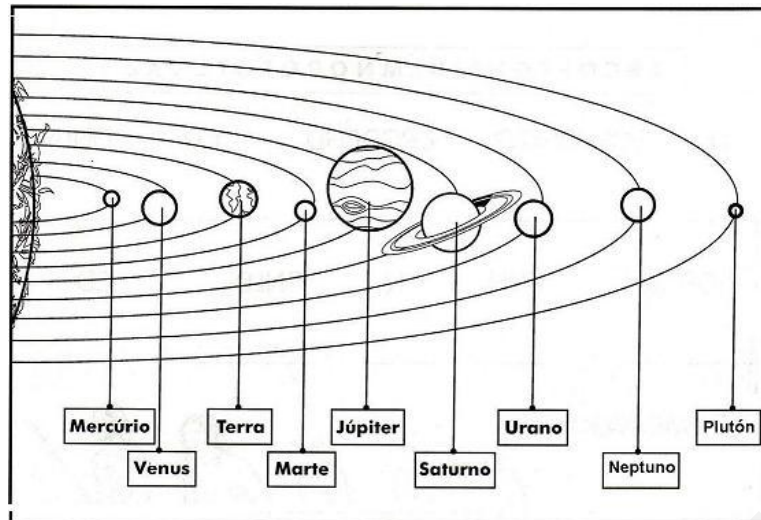 Mercúrio
Terra
Júpiter
Urano
Plutón
Venus
Marte
Saturno
Neptuno